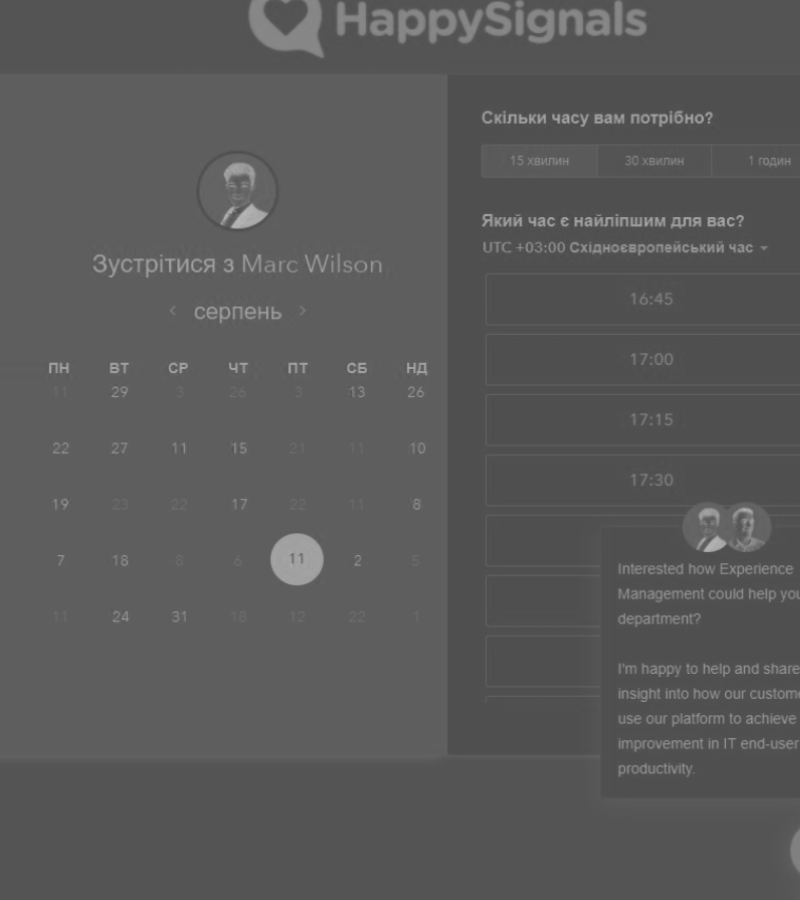 HappySignals
Зустрітися з Marc Wilson
‹ серпень ›
ПН ВТ СР ЧТ ПТ СБ НД
11 29 3 26 3 13 26
22 27 11 15 21 11 10
19 23 22 17 22 11 8
7 18 8 6 11 2 5
11 24 31 18 12 22 1
Скільки часу вам потрібно?
15 хвилин 30 хвилин 1 годин
Який час є найліпшим для вас?
UTC +03:00 Східноєвропейський час
16:45
17:00
17:15
17:30
Interested how Experience
Management could help you
department?
I'm happy to help and share
insight into how our custome
use our platform to achieve
improvement in IT end-user
productivity.